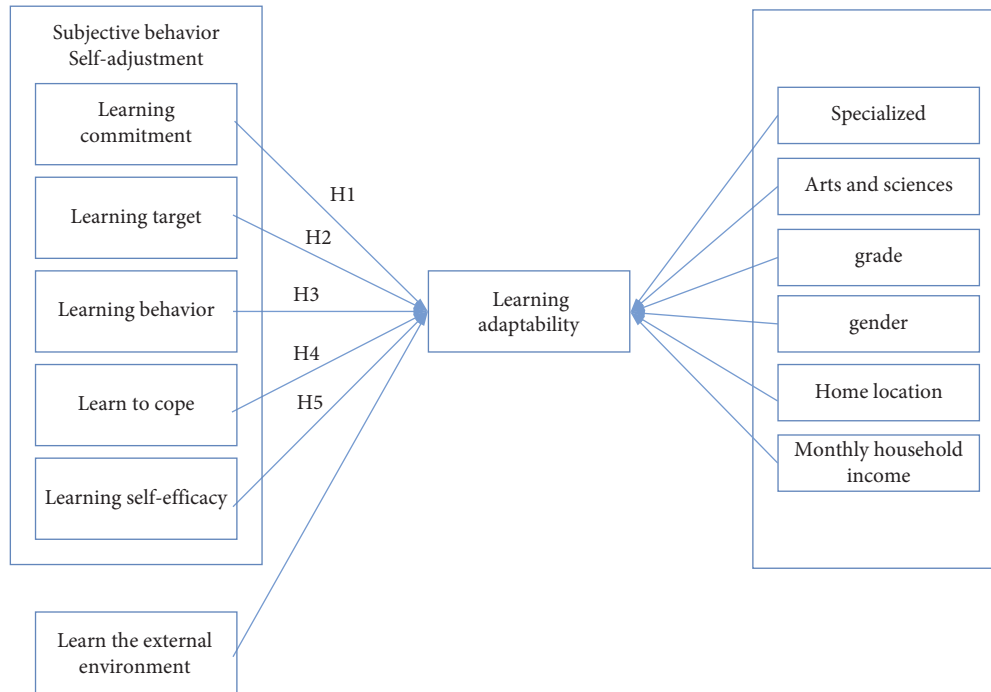 Subjective behavior
Self-adjustment
Learning
commitment
Learning target
Learning behavior
Learn to cope
Learning self-efficacy
Learn the external
environment
H1
H2
H3
H4
H5
Learning
adaptability
Specialized
Arts and sciences
grade
gender
Home location
Monthly household
income